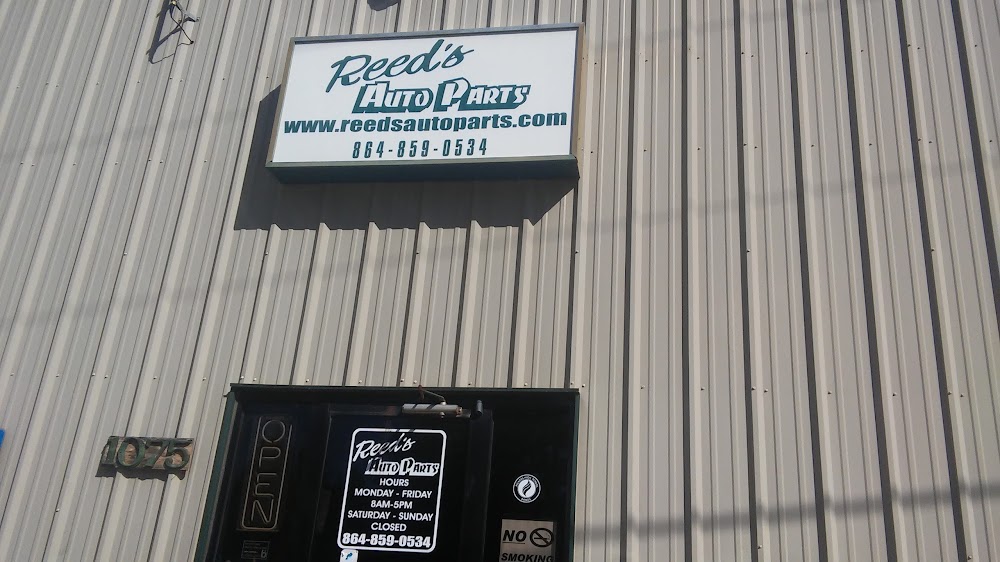 Reed's
AUTO PARTS
www.reedsautoparts.com
864-859-0534
1075
OPEN
Reed's
AUTO PARTS
HOURS
MONDAY - FRIDAY
8AM-5PM
SATURDAY - SUNDAY
CLOSED
864-859-0534
NO
SMOKING